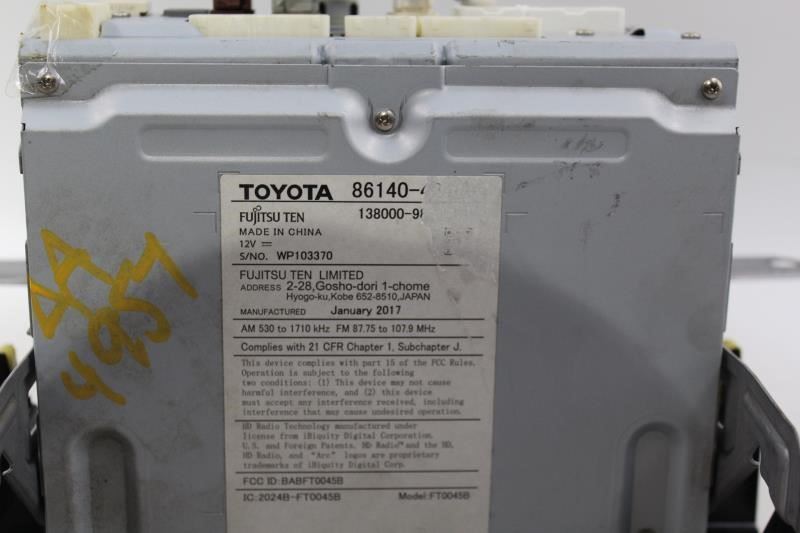 TOYOTA 86140-4
FUJITSU TEN 138000-9
MADE IN CHINA
12V
S/NO. WP103370
FUJITSU TEN LIMITED
ADDRESS 2-28,Gosho-dori 1-chome
Hyogo-ku,Kobe 652-8510,JAPAN
MANUFACTURED January 2017
AM 530 to 1710 kHz FM 87.75 to 107.9 MHz
Complies with 21 CFR Chapter 1, Subchapter J.
This device complies with part 15 of the FCC Rules.
Operation is subject to the following
two conditions: (1) This device may not cause
harmful interference, and (2) this device
must accept any interference received, including
interference that may cause undesired operation.
HD Radio Technology manufactured under
license from iBiquity Digital Corporation.
U.S. and Foreign Patents. HD Radio™ and the HD,
HD Radio, and "Arc" logos are proprietary
trademarks of iBiquity Digital Corp.
FCC ID:BABFT0045B
IC:2024B-FT0045B Model:FT0045B
AA
4957